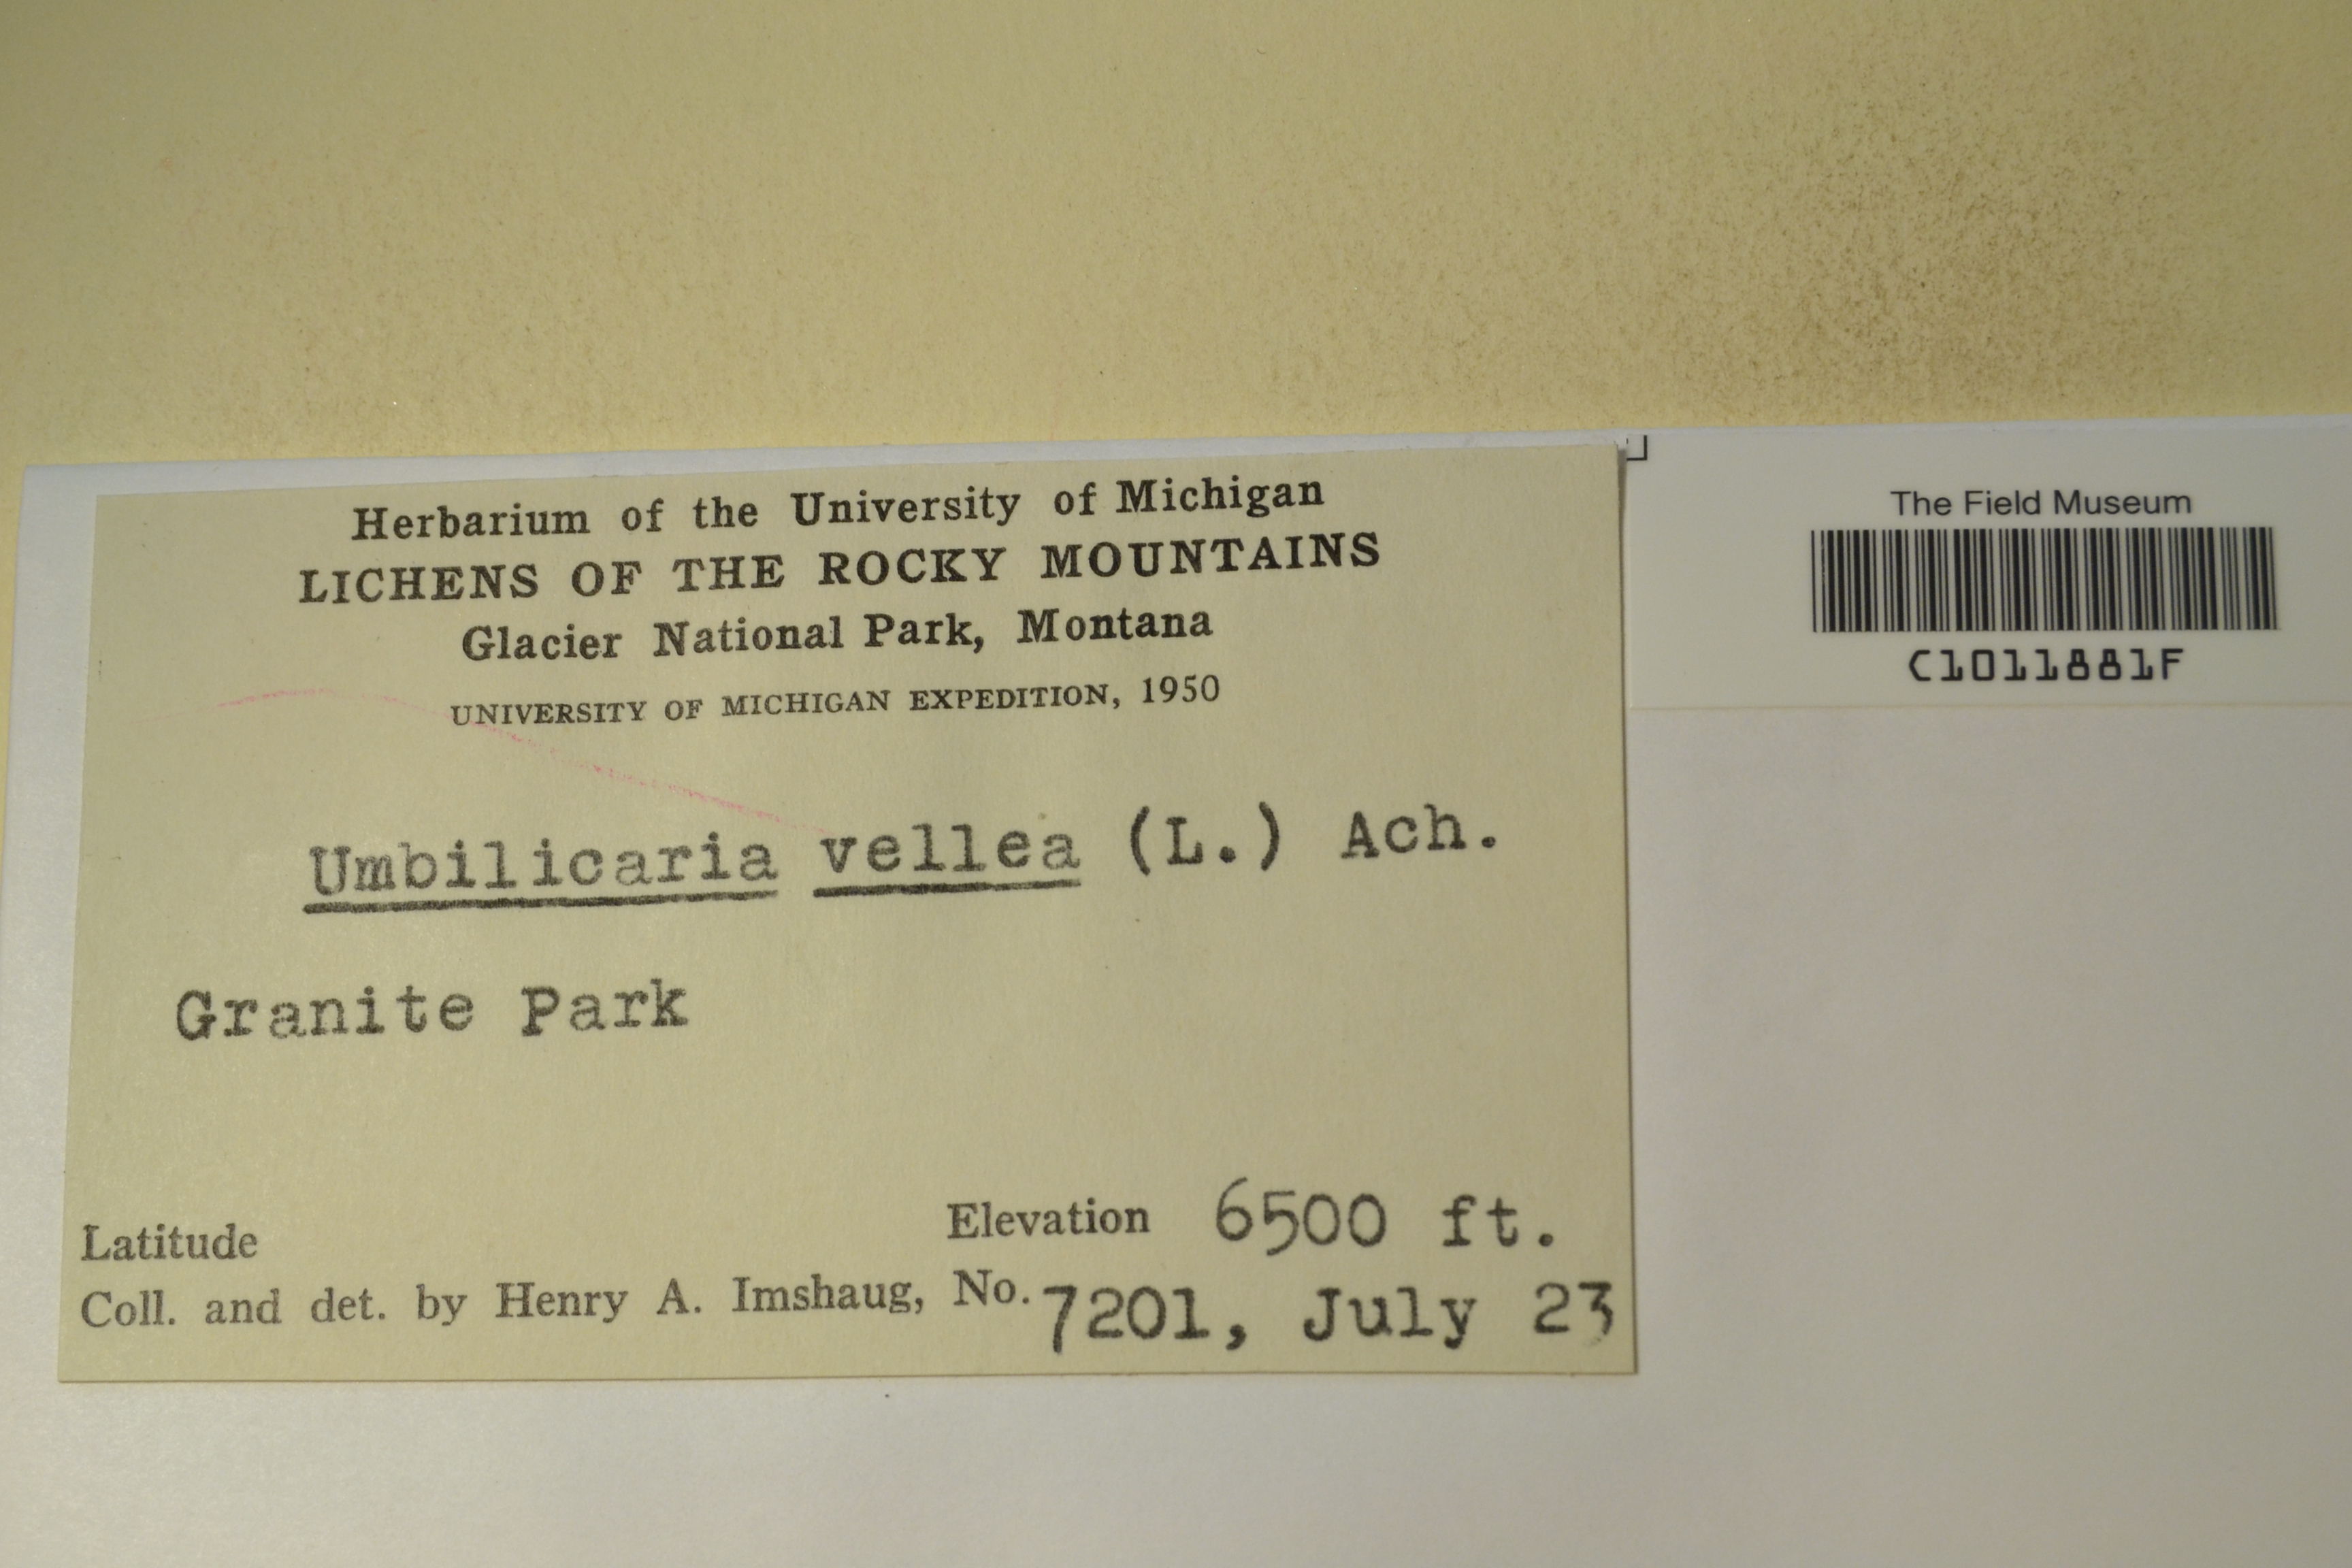 Herbarium of the University of Michigan
LICHENS OF THE ROCKY MOUNTAINS
Glacier National Park, Montana
UNIVERSITY OF MICHIGAN EXPEDITION, 1950
Umbilicaria vellea (L.) Ach.
Granite Park
Latitude
Elevation 6500 ft.
Coll. and det. by Henry A. Imshaug, No. 7201, July 23
The Field Museum
C1011881F